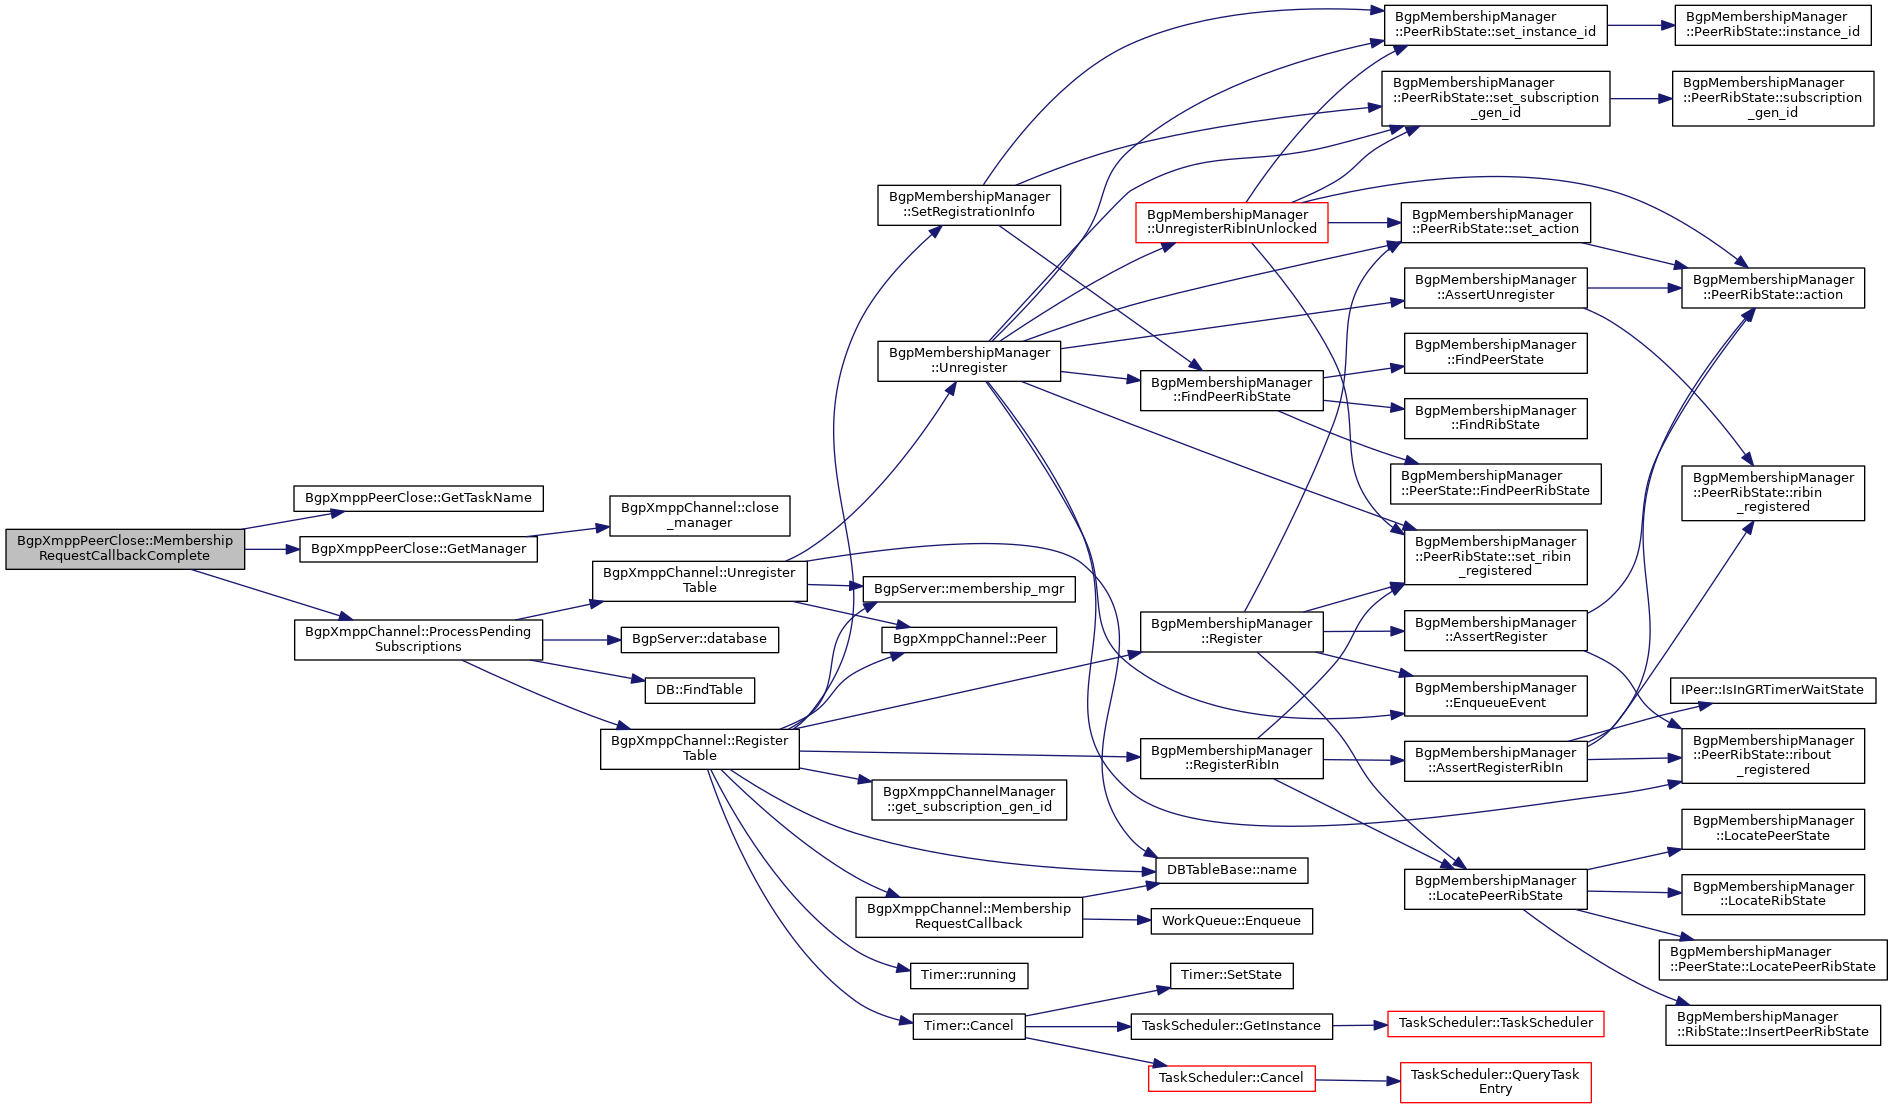 BgpXmppPeerClose::Membership
RequestCallbackComplete
BgpXmppPeerClose::GetTaskName
BgpXmppPeerClose::GetManager
BgpXmppChannel::close
_manager
BgpXmppChannel::ProcessPending
Subscriptions
BgpXmppChannel::Unregister
Table
BgpServer::database
DB::FindTable
BgpXmppChannel::Register
Table
BgpMembershipManager
::SetRegistrationInfo
BgpMembershipManager
::Unregister
BgpServer::membership_mgr
BgpXmppChannel::Peer
BgpXmppChannelManager
::get_subscription_gen_id
BgpXmppChannel::Membership
RequestCallback
Timer::running
Timer::Cancel
BgpMembershipManager
::UnregisterRibInUnlocked
BgpMembershipManager
::FindPeerRibState
BgpMembershipManager
::Register
BgpMembershipManager
::RegisterRibIn
DBTableBase::name
WorkQueue::Enqueue
Timer::SetState
TaskScheduler::GetInstance
TaskScheduler::Cancel
BgpMembershipManager
::PeerRibState::set_instance_id
BgpMembershipManager
::PeerRibState::set_subscription
_gen_id
BgpMembershipManager
::PeerRibState::set_action
BgpMembershipManager
::AssertUnregister
BgpMembershipManager
::FindPeerState
BgpMembershipManager
::FindRibState
BgpMembershipManager
::PeerState::FindPeerRibState
BgpMembershipManager
::PeerRibState::set_ribin
_registered
BgpMembershipManager
::AssertRegister
BgpMembershipManager
::EnqueueEvent
BgpMembershipManager
::AssertRegisterRibIn
BgpMembershipManager
::LocatePeerRibState
TaskScheduler::TaskScheduler
TaskScheduler::QueryTask
Entry
BgpMembershipManager
::PeerRibState::instance_id
BgpMembershipManager
::PeerRibState::subscription
_gen_id
BgpMembershipManager
::PeerRibState::action
BgpMembershipManager
::PeerRibState::ribin
_registered
IPeer::IsInGRTimerWaitState
BgpMembershipManager
::PeerRibState::ribout
_registered
BgpMembershipManager
::LocatePeerState
BgpMembershipManager
::LocateRibState
BgpMembershipManager
::PeerState::LocatePeerRibState
BgpMembershipManager
::RibState::InsertPeerRibState